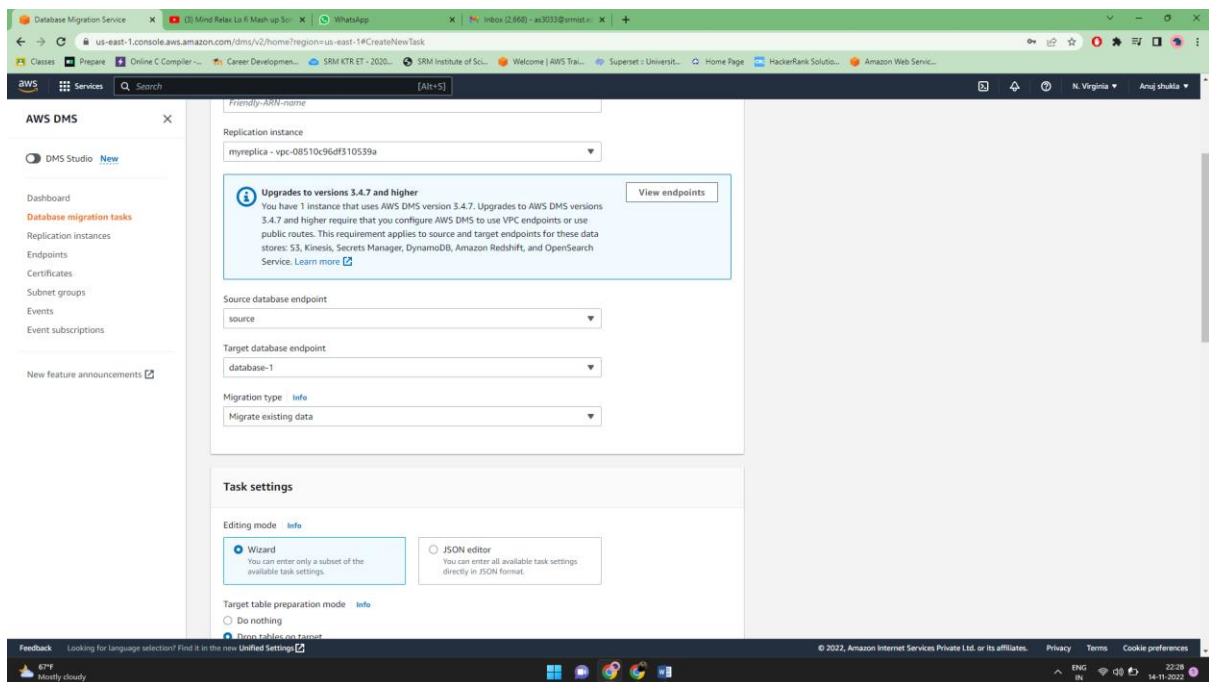 Database Migration Service
(3) Mind Relax Lo fi Mash up Son
WhatsApp
Inbox (2,668) - as3033@srmist.e
us-east-1.console.aws.amazon.com/dms/v2/home?region=us-east-1#CreateNewTask
Classes
Prepare
Online C Compiler -...
Career Developmen...
SRM KTR ET - 2020...
SRM Institute of Sci...
Welcome | AWS Trai...
Superset :: Universit...
Home Page
HackerRank Solutio...
Amazon Web Servic...
aws
Services
Search
[Alt+S]
N. Virginia
Anuj shukla
AWS DMS
DMS Studio New
Dashboard
Database migration tasks
Replication instances
Endpoints
Certificates
Subnet groups
Events
Event subscriptions
New feature announcements
Friendly-ARN-name
Replication instance
myreplica - vpc-08510c96df310539a
Upgrades to versions 3.4.7 and higher
You have 1 instance that uses AWS DMS version 3.4.7. Upgrades to AWS DMS versions
3.4.7 and higher require that you configure AWS DMS to use VPC endpoints or use
public routes. This requirement applies to source and target endpoints for these data
stores: S3, Kinesis, Secrets Manager, DynamoDB, Amazon Redshift, and OpenSearch
Service. Learn more
View endpoints
Source database endpoint
source
Target database endpoint
database-1
Migration type Info
Migrate existing data
Task settings
Editing mode Info
Wizard
You can enter only a subset of the
available task settings.
JSON editor
You can enter all available task settings
directly in JSON format.
Target table preparation mode Info
Do nothing
Drop tables on target
Feedback
Looking for language selection? Find it in the new Unified Settings
© 2022, Amazon Internet Services Private Ltd. or its affiliates.
Privacy
Terms
Cookie preferences
67°F
Mostly cloudy
ENG
IN
22:28
14-11-2022